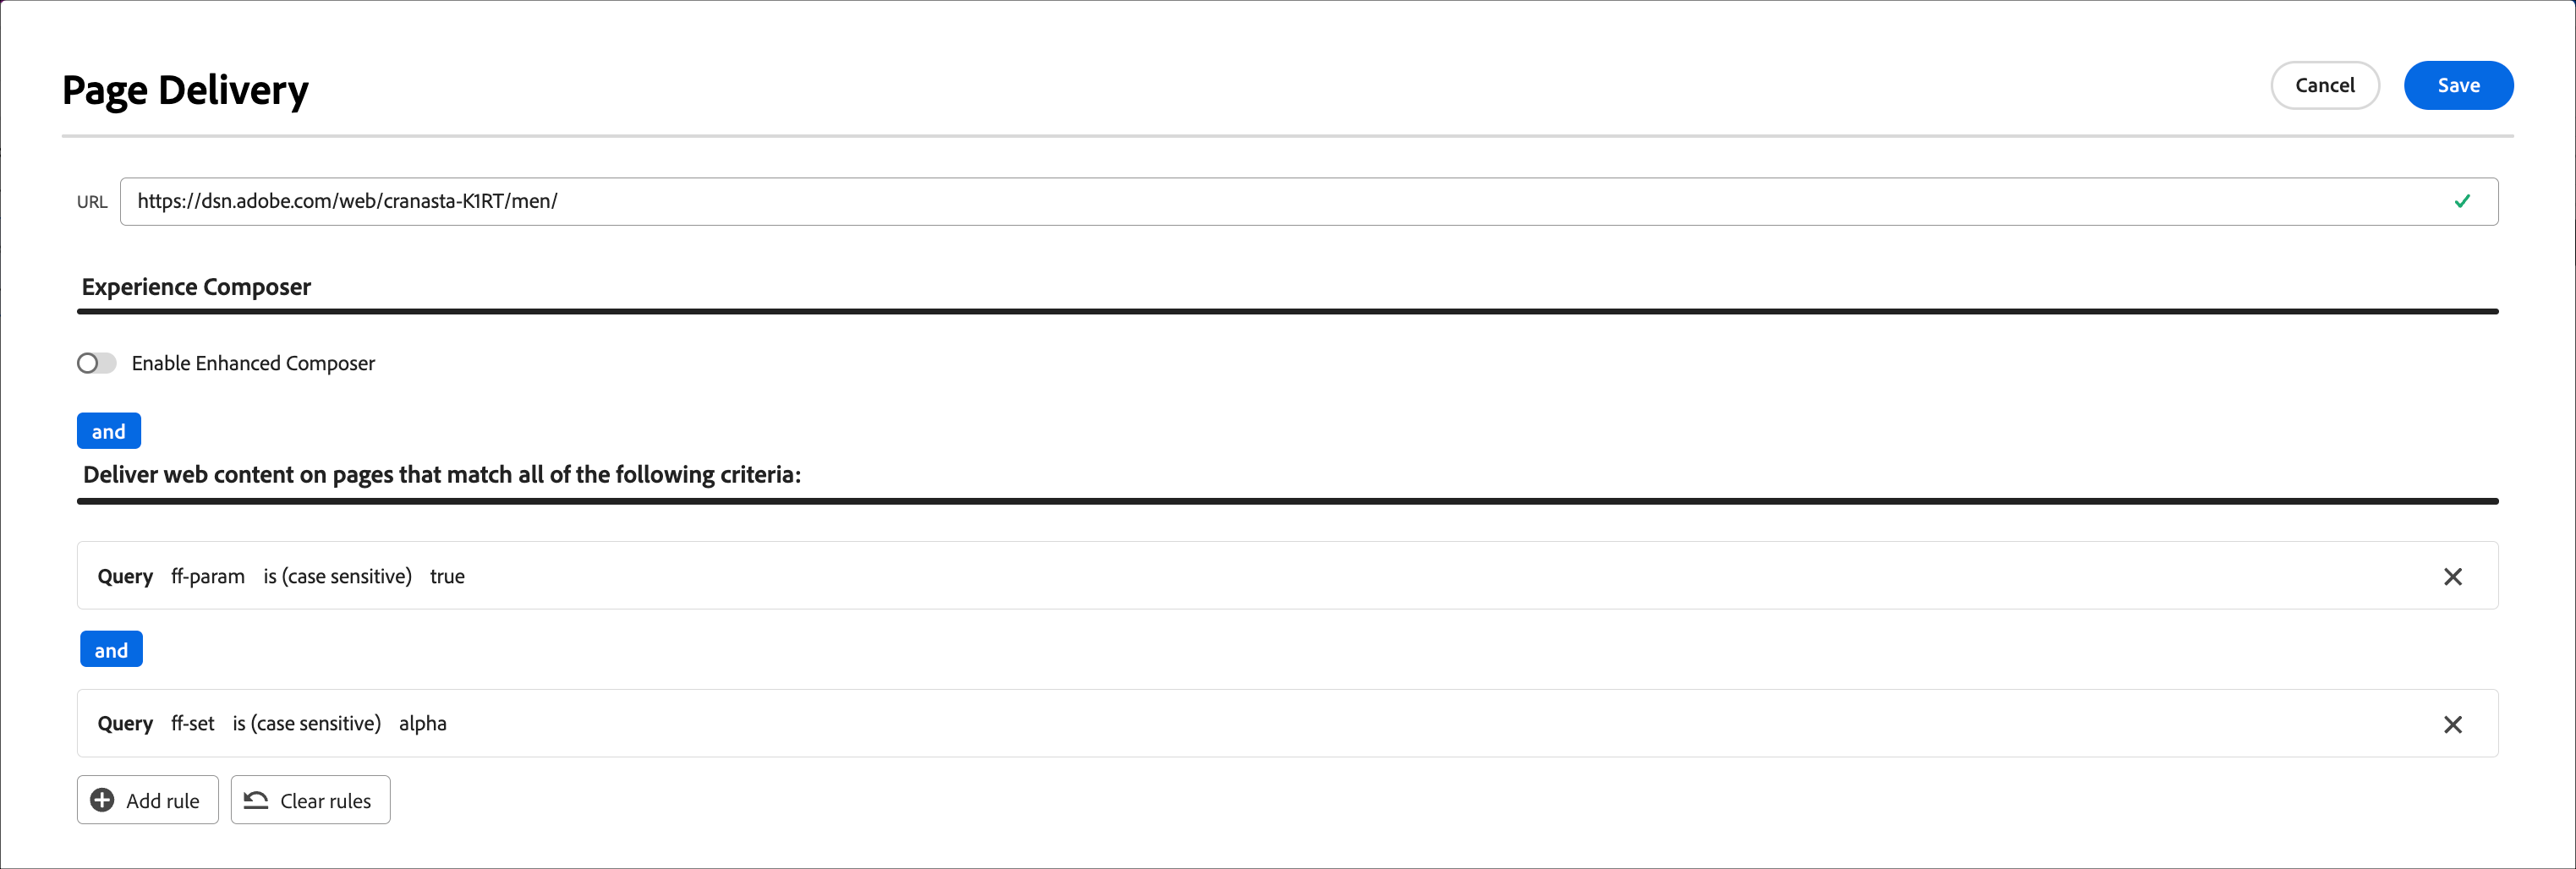 Page Delivery
Cancel
Save
URL
https://dsn.adobe.com/web/cranasta-K1RT/men/
Experience Composer
Enable Enhanced Composer
and
Deliver web content on pages that match all of the following criteria:
Query ff-param is (case sensitive) true
and
Query ff-set is (case sensitive) alpha
Add rule
Clear rules